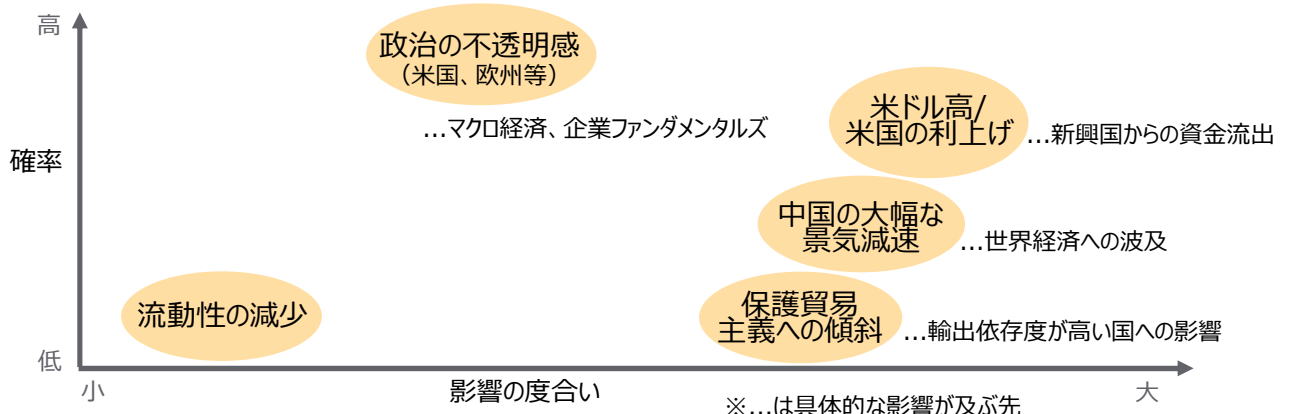 高
政治の不透明感
（米国、欧州等）
…マクロ経済、企業ファンダメンタルズ
米ドル高/
米国の利上げ
…新興国からの資金流出
確率
中国の大幅な
景気減速
…世界経済への波及
流動性の減少
保護貿易
主義への傾斜
…輸出依存度が高い国への影響
低
小
影響の度合い
大
※…は具体的な影響が及ぶ先